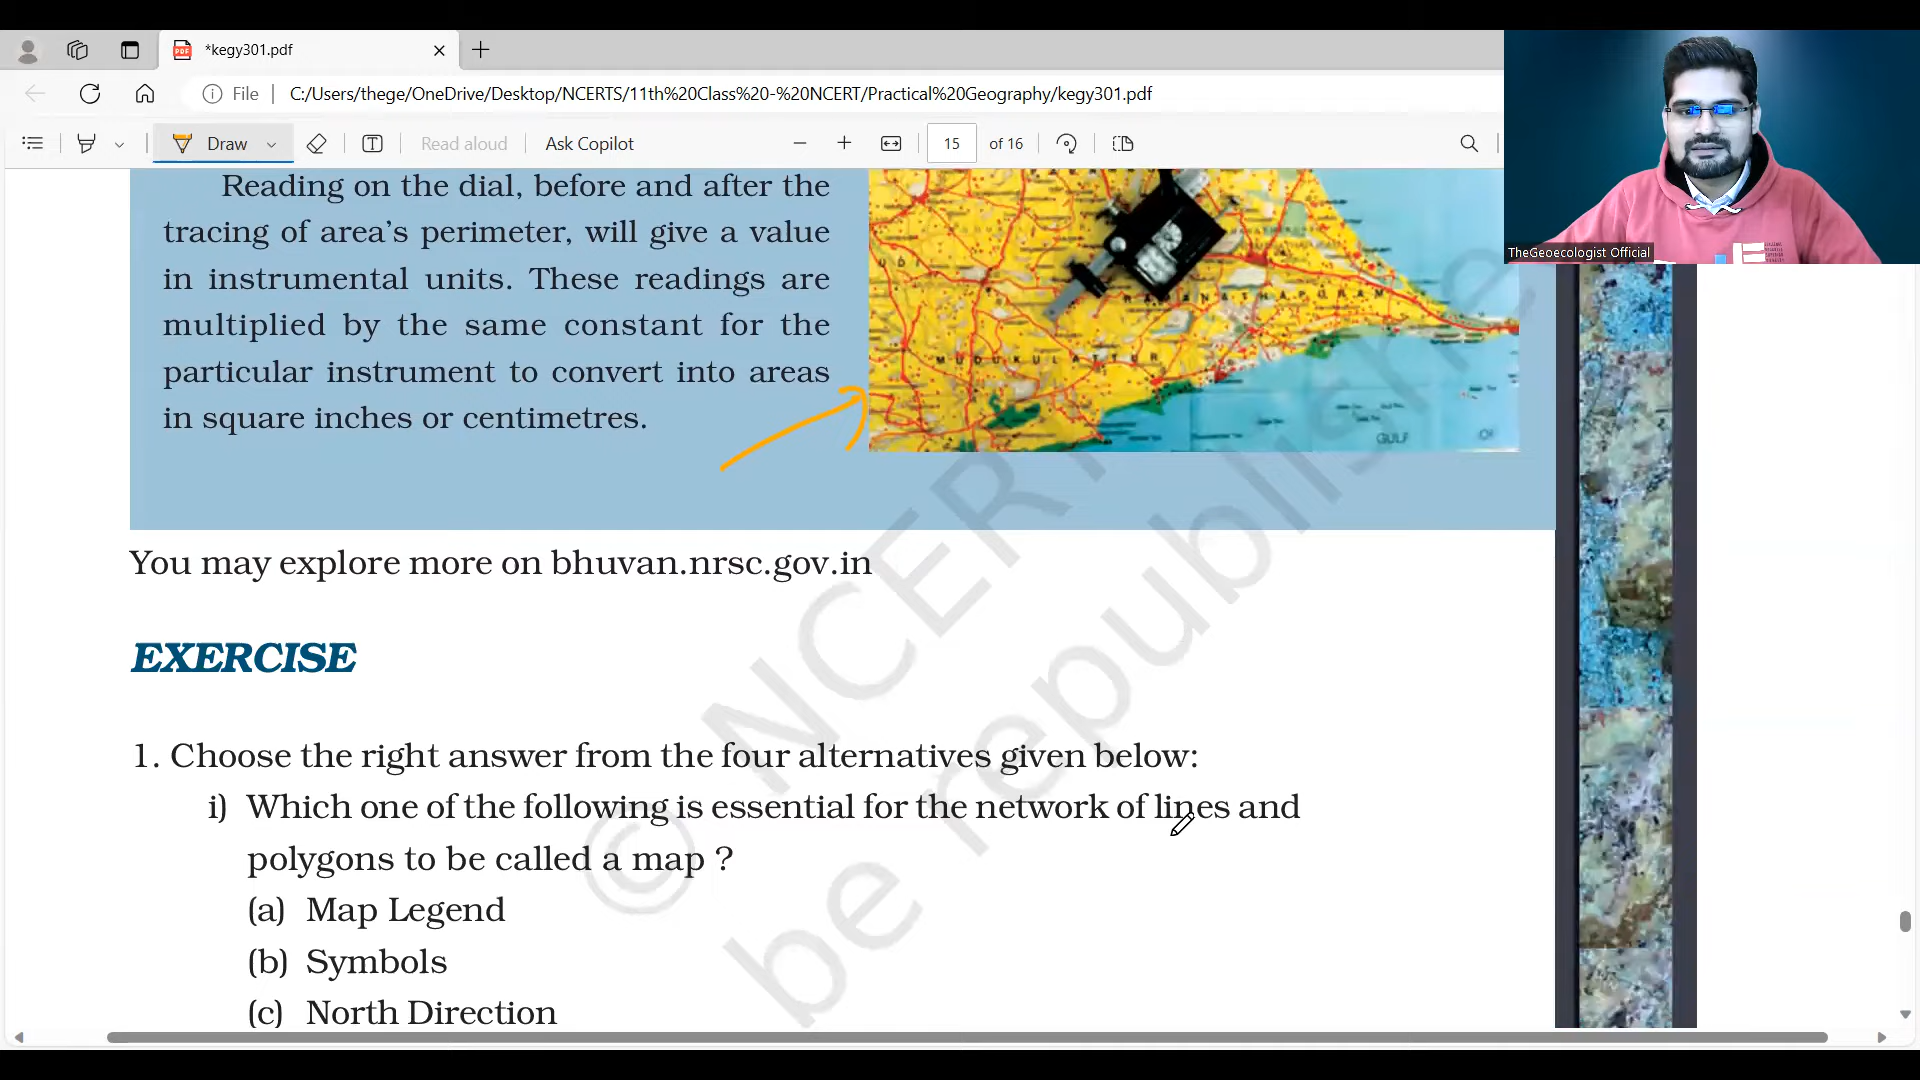 *kegy301.pdf
File
C:/Users/thege/OneDrive/Desktop/NCERTS/11th%20Class%20-%20NCERT/Practical%20Geography/kegy301.pdf
Draw
Read aloud
Ask Copilot
15 of 16
TheGeoecologist Official
Reading on the dial, before and after the
tracing of area's perimeter, will give a value
in instrumental units. These readings are
multiplied by the same constant for the
particular instrument to convert into areas
in square inches or centimetres.
MUDUKULATTUR
GULF
You may explore more on bhuvan.nrsc.gov.in
EXERCISE
1. Choose the right answer from the four alternatives given below:
i) Which one of the following is essential for the network of lines and
polygons to be called a map ?
(a) Map Legend
(b) Symbols
(c) North Direction
© NCERT
be republishe